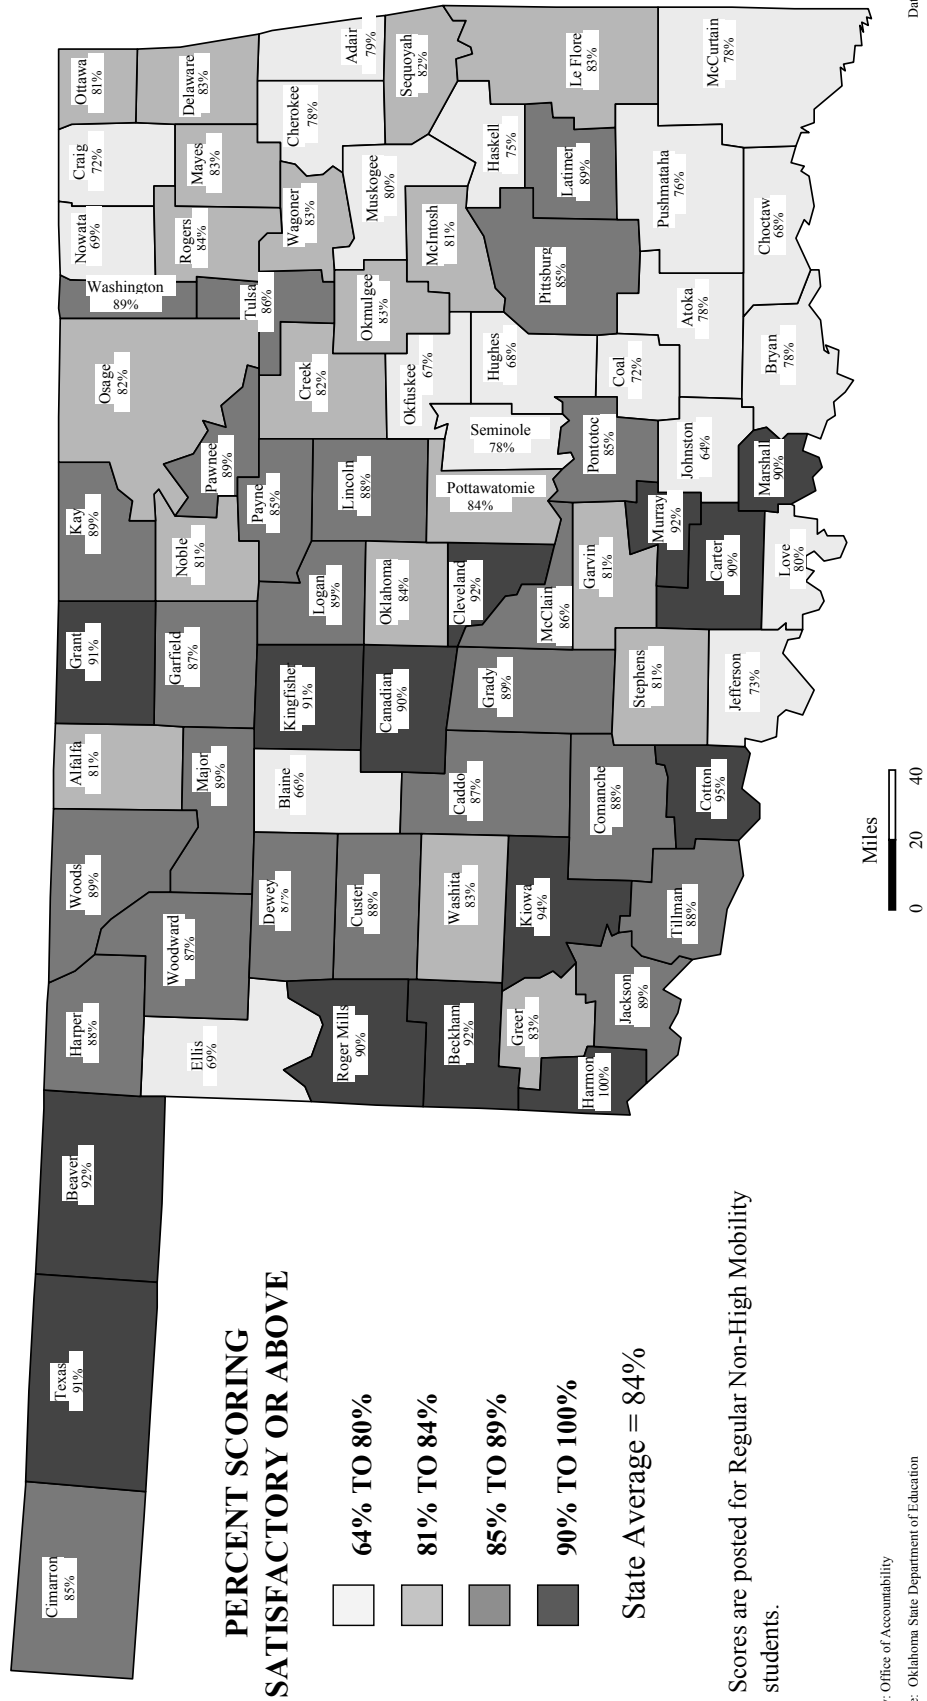 Cimarron
85%
Texas
91%
Beaver
92%
Harper
88%
Woods
89%
Alfalfa
81%
Grant
91%
Kay
89%
Osage
82%
Washington
89%
Nowata
69%
Craig
72%
Ottawa
81%
Ellis
69%
Woodward
87%
Major
89%
Garfield
87%
Noble
81%
Pawnee
89%
Tulsa
86%
Rogers
84%
Mayes
83%
Delaware
83%
Roger Mills
90%
Dewey
87%
Blaine
66%
Kingfisher
91%
Logan
89%
Payne
85%
Creek
82%
Wagoner
83%
Cherokee
78%
Adair
79%
Custer
88%
Canadian
90%
Oklahoma
84%
Lincoln
88%
Okfuskee
67%
Okmulgee
83%
Muskogee
80%
Sequoyah
82%
Beckham
92%
Washita
83%
Caddo
87%
Grady
89%
Cleveland
92%
Pottawatomie
84%
Seminole
78%
Hughes
68%
McIntosh
81%
Haskell
75%
Le Flore
83%
Harmon
100%
Greer
83%
Kiowa
94%
Comanche
88%
McClain
86%
Garvin
81%
Pontotoc
85%
Coal
72%
Pittsburg
85%
Latimer
89%
Jackson
89%
Tillman
88%
Cotton
95%
Stephens
81%
Jefferson
73%
Murray
92%
Carter
90%
Love
80%
Johnston
64%
Marshal
90%
Atoka
78%
Bryan
78%
Pushmataha
76%
Choctaw
68%
McCurtain
78%
PERCENT SCORING
SATISFACTORY OR ABOVE
64% TO 80%
81% TO 84%
85% TO 89%
90% TO 100%
State Average = 84%
Scores are posted for Regular Non-High Mobility
students.
Miles
0 20 40
: Office of Accountability
e: Oklahoma State Department of Education
Dat